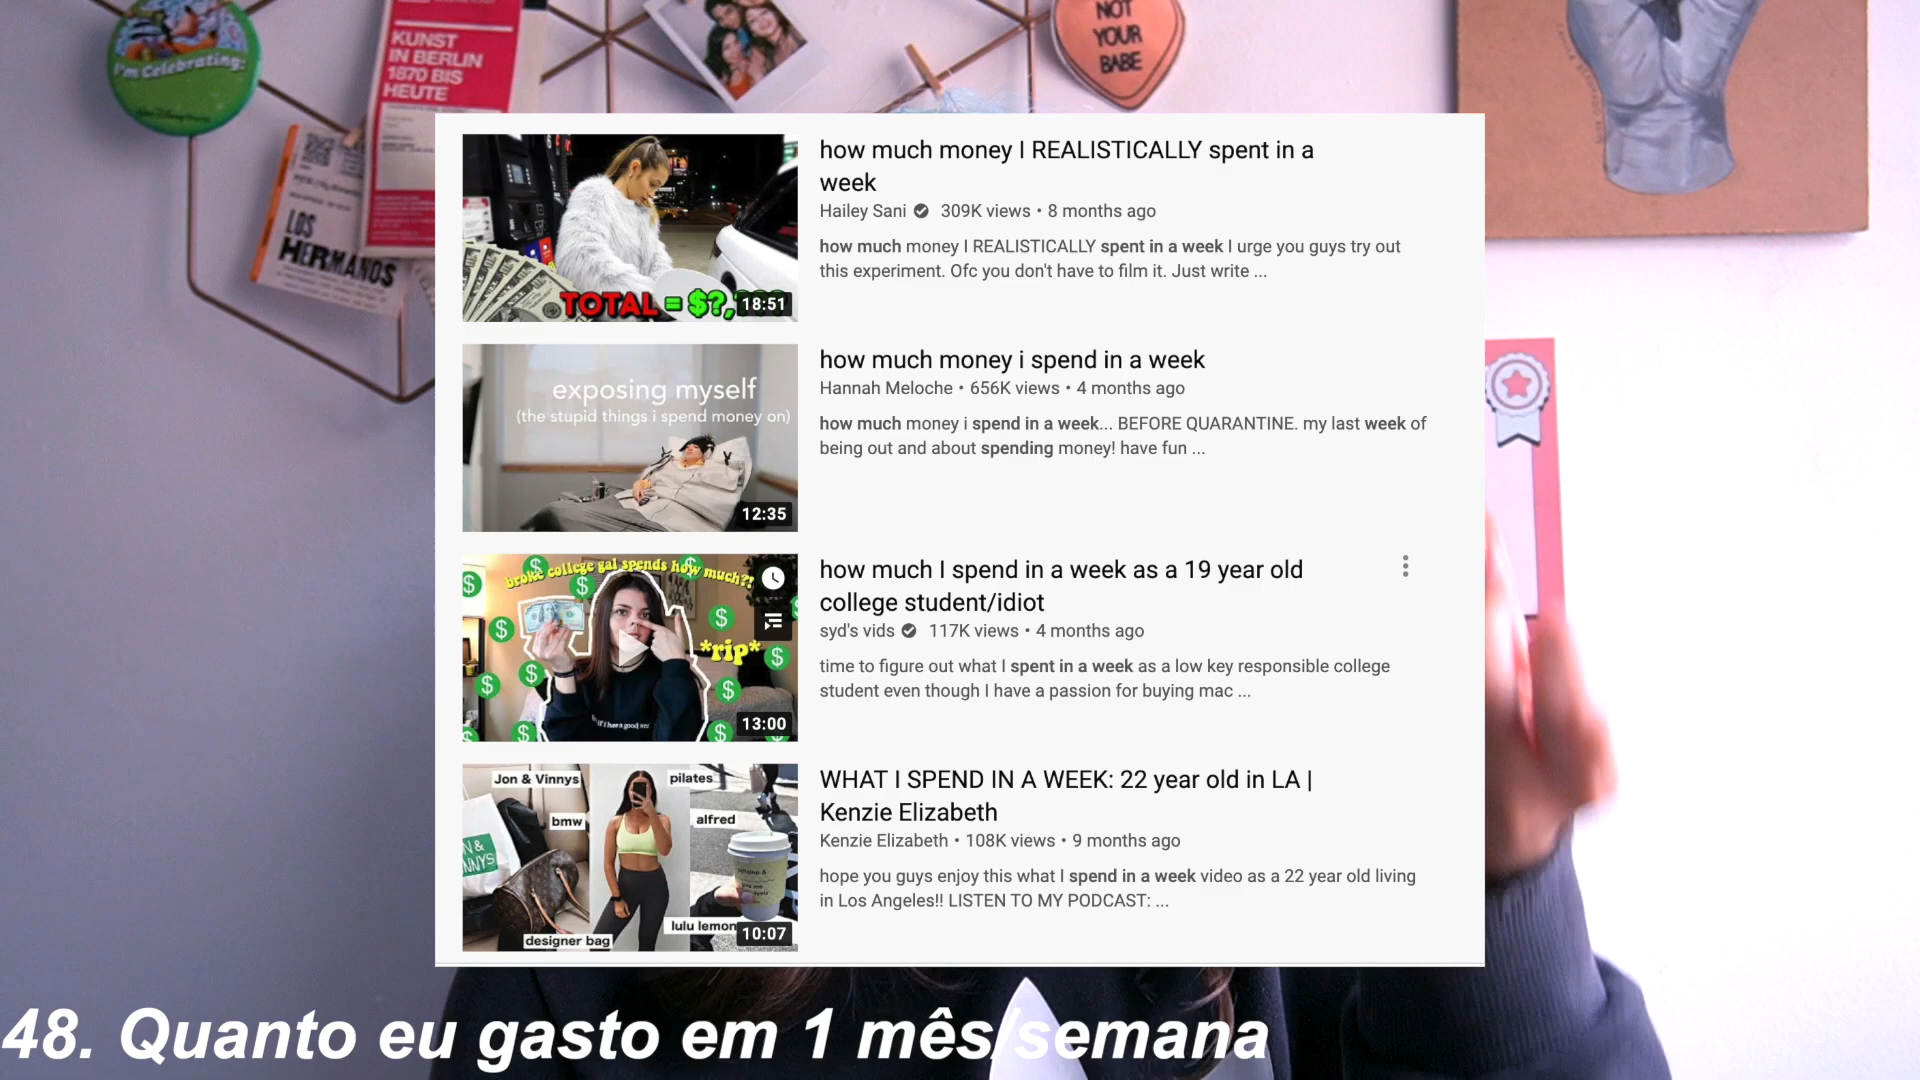 I'm Celebrating:
KUNST
IN BERLIN
1870 BIS
HEUTE
NOT
YOUR
BABE
LOS
HERMANOS
how much money I REALISTICALLY spent in a
week
Hailey Sani 309K views • 8 months ago
how much money I REALISTICALLY spent in a week I urge you guys try out
this experiment. Ofc you don't have to film it. Just write ...
TOTAL = $?,
18:51
how much money i spend in a week
Hannah Meloche • 656K views • 4 months ago
how much money i spend in a week... BEFORE QUARANTINE. my last week of
being out and about spending money! have fun ...
exposing myself
(the stupid things i spend money on)
12:35
how much I spend in a week as a 19 year old
college student/idiot
syd's vids 117K views • 4 months ago
time to figure out what I spent in a week as a low key responsible college
student even though I have a passion for buying mac ...
broke college gal spends how much?!
*rip*
13:00
WHAT I SPEND IN A WEEK: 22 year old in LA |
Kenzie Elizabeth
Kenzie Elizabeth • 108K views • 9 months ago
hope you guys enjoy this what I spend in a week video as a 22 year old living
in Los Angeles!! LISTEN TO MY PODCAST: ...
Jon & Vinnys
pilates
bmw
alfred
lulu lemon
designer bag
10:07
48. Quanto eu gasto em 1 mês/semana